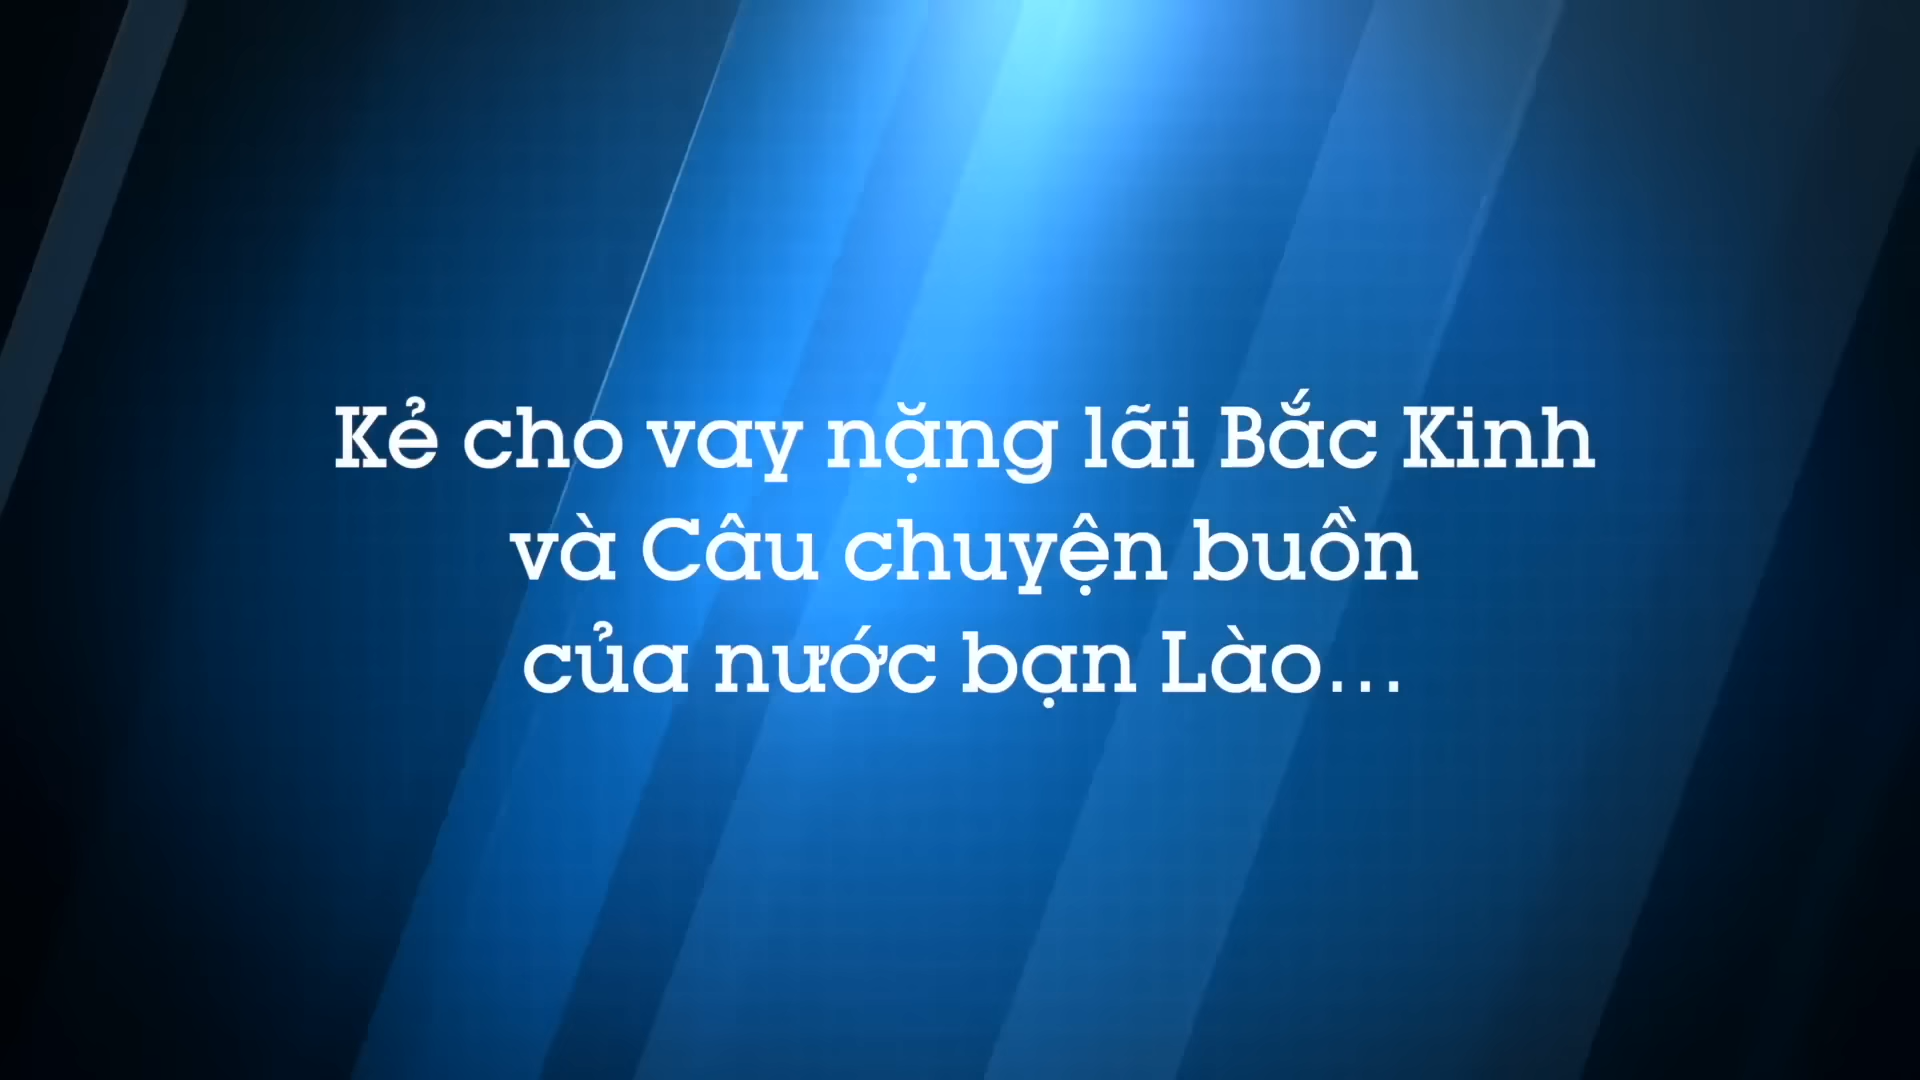 Kẻ cho vay nặng lãi Bắc Kinh
và Câu chuyện buồn
của nước bạn Lào...